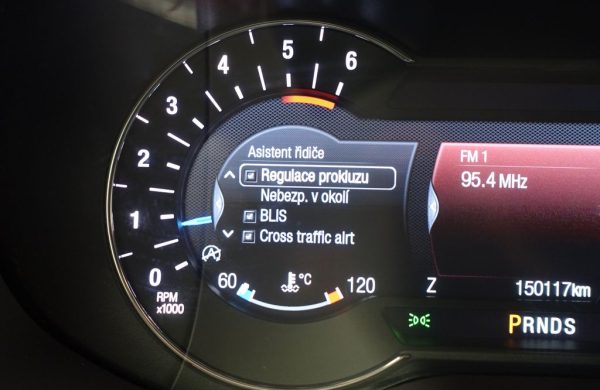 0
1
2
3
4
5
6
RPM
x1000
Asistent řidiče
Regulace prokluzu
Nebezp. v okolí
BLIS
Cross traffic alrt
60
°C
120
FM 1
95.4 MHz
Z 150117km
PRNDS